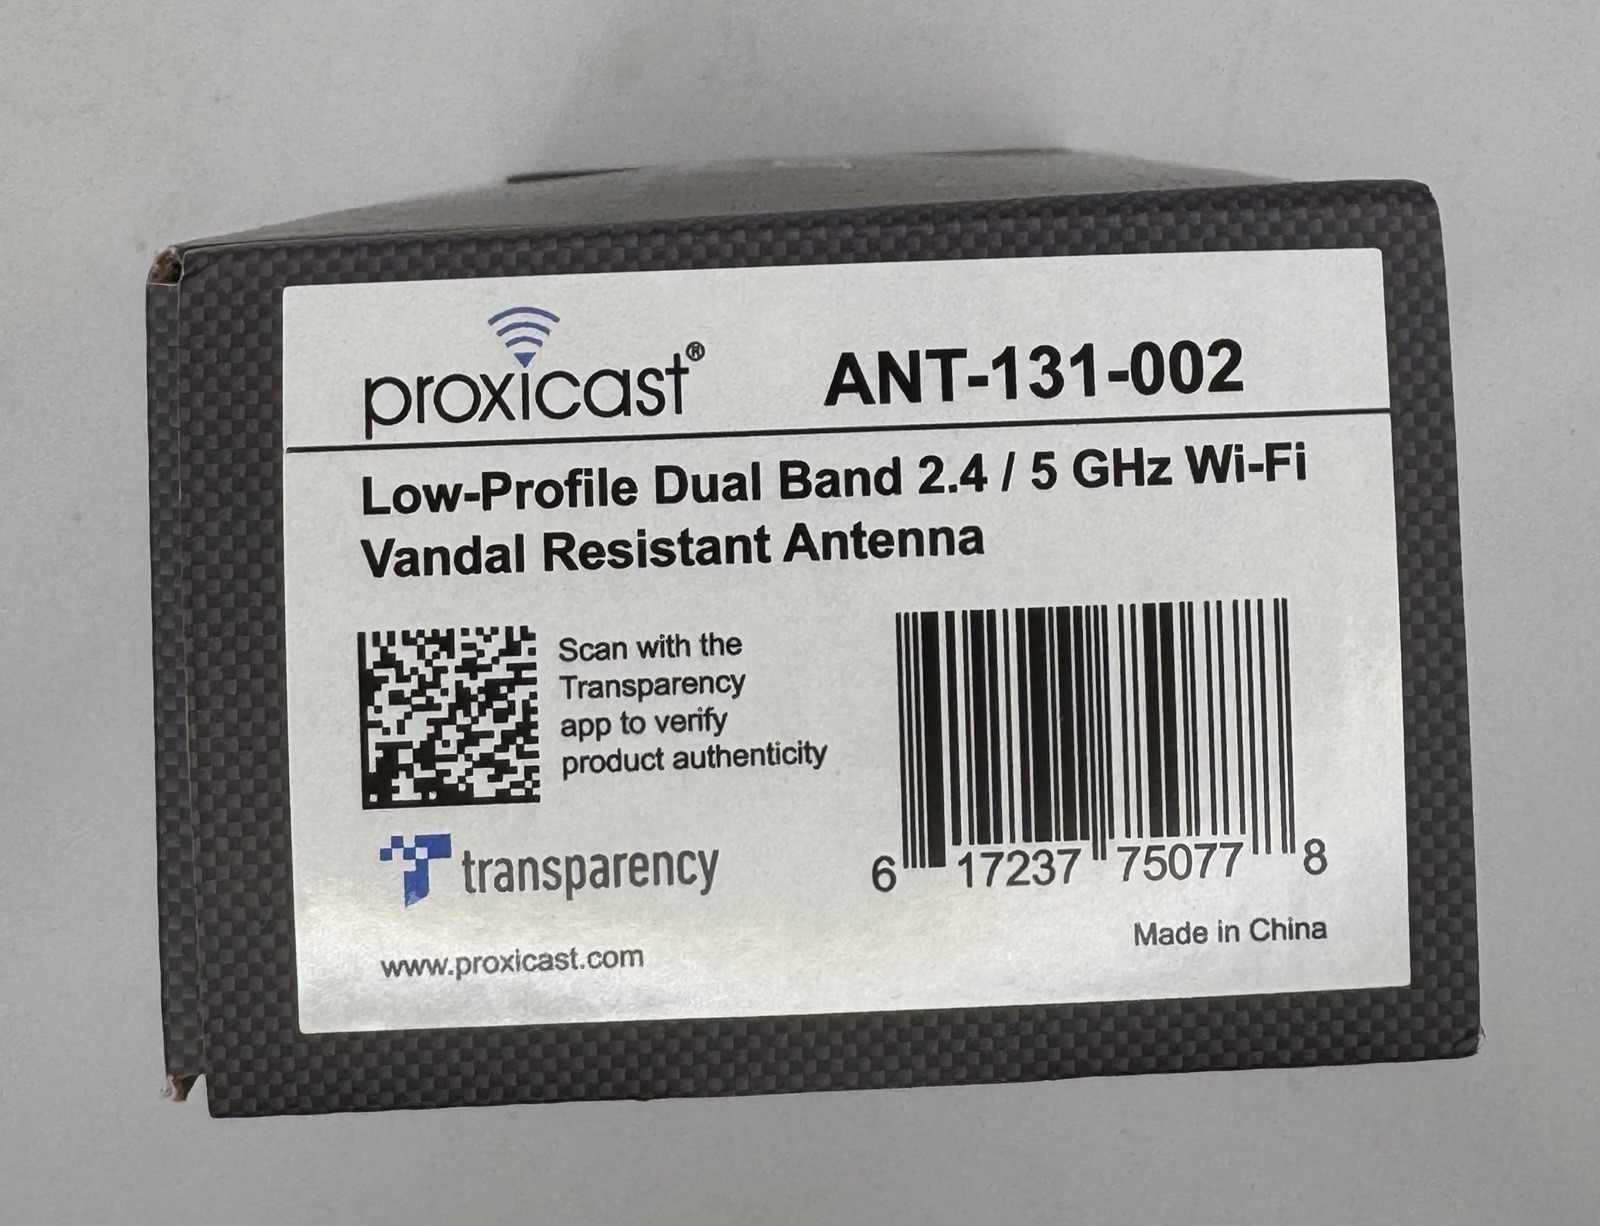 proxicast® ANT-131-002
Low-Profile Dual Band 2.4 / 5 GHz Wi-Fi
Vandal Resistant Antenna
Scan with the
Transparency
app to verify
product authenticity
transparency
6 17237 75077 8
www.proxicast.com
Made in China